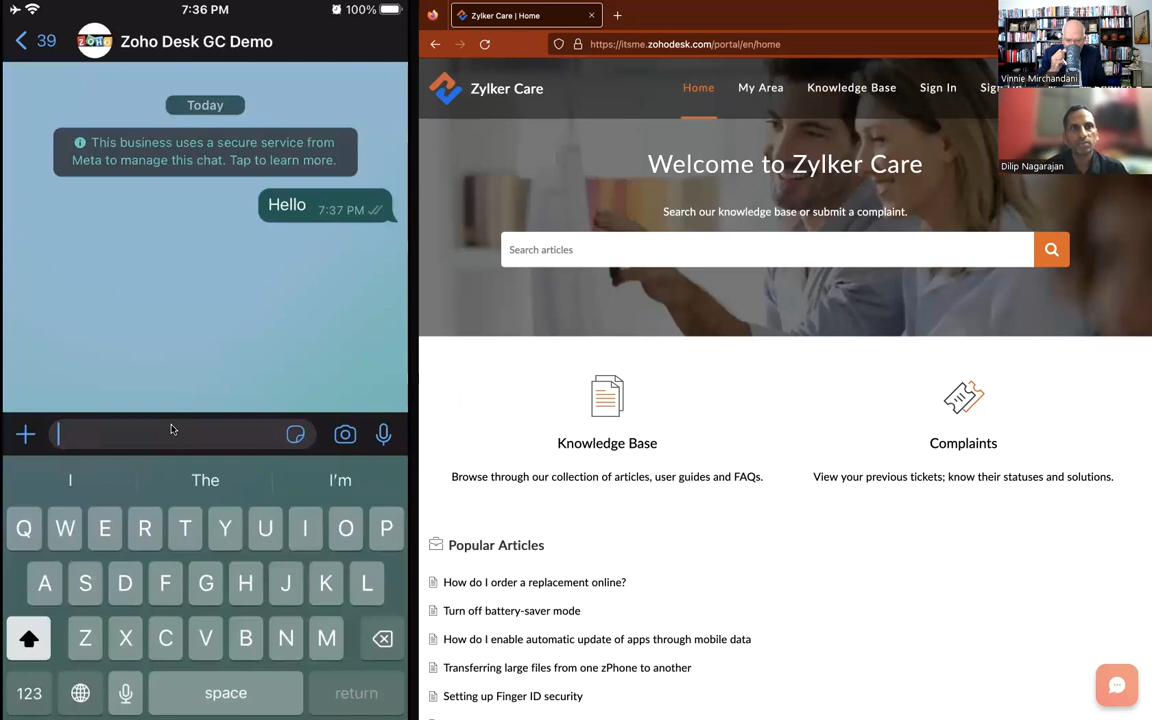 7:36 PM
100%
39
ZOHO
Zoho Desk GC Demo
Today
This business uses a secure service from
Meta to manage this chat. Tap to learn more.
Hello 7:37 PM
I The I'm
Q W E R T Y U I O P
A S D F G H J K L
Z X C V B N M
123 space return
Zylker Care | Home
https://itsme.zohodesk.com/portal/en/home
Zylker Care
Home My Area Knowledge Base Sign In Sig
Welcome to Zylker Care
Search our knowledge base or submit a complaint.
Search articles
Knowledge Base
Browse through our collection of articles, user guides and FAQs.
Complaints
View your previous tickets; know their statuses and solutions.
Popular Articles
How do I order a replacement online?
Turn off battery-saver mode
How do I enable automatic update of apps through mobile data
Transferring large files from one zPhone to another
Setting up Finger ID security
Vinnie Mirchandani
Dilip Nagarajan